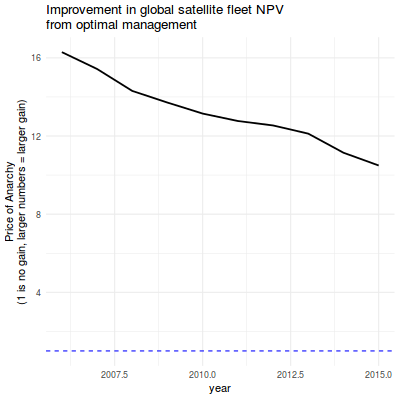 Improvement in global satellite fleet NPV
from optimal management
Price of Anarchy
(1 is no gain, larger numbers = larger gain)
16
12
8
4
2007.5
2010.0
2012.5
2015.0
year